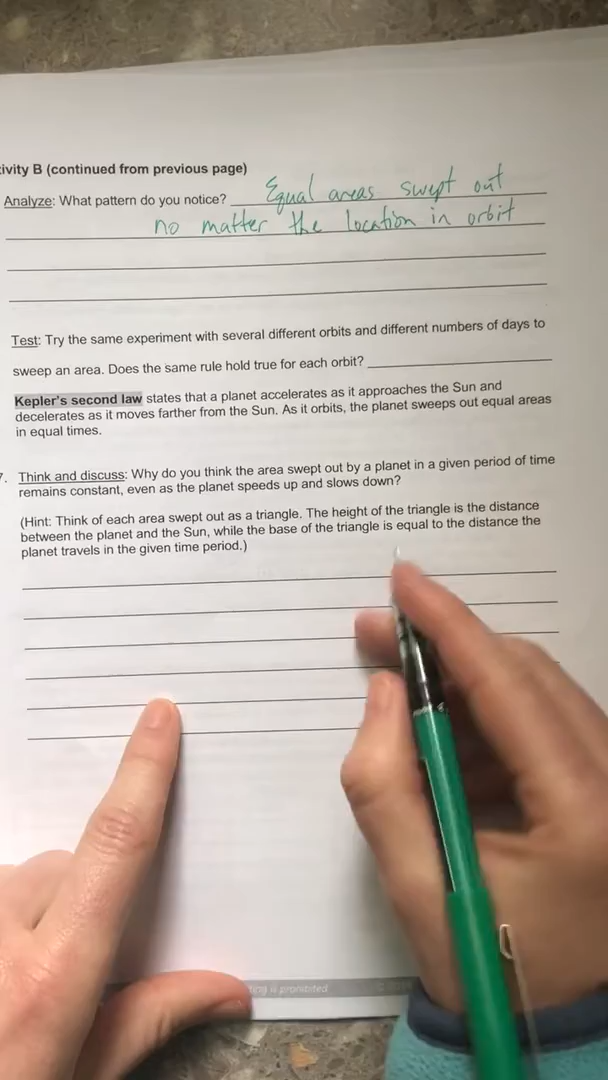 ivity B (continued from previous page)
Analyze: What pattern do you notice? Equal areas swept out
no matter the location in orbit
Test: Try the same experiment with several different orbits and different numbers of days to
sweep an area. Does the same rule hold true for each orbit?
Kepler's second law states that a planet accelerates as it approaches the Sun and
decelerates as it moves farther from the Sun. As it orbits, the planet sweeps out equal areas
in equal times.
7. Think and discuss: Why do you think the area swept out by a planet in a given period of time
remains constant, even as the planet speeds up and slows down?
(Hint: Think of each area swept out as a triangle. The height of the triangle is the distance
between the planet and the Sun, while the base of the triangle is equal to the distance the
planet travels in the given time period.)
ting is prohibited